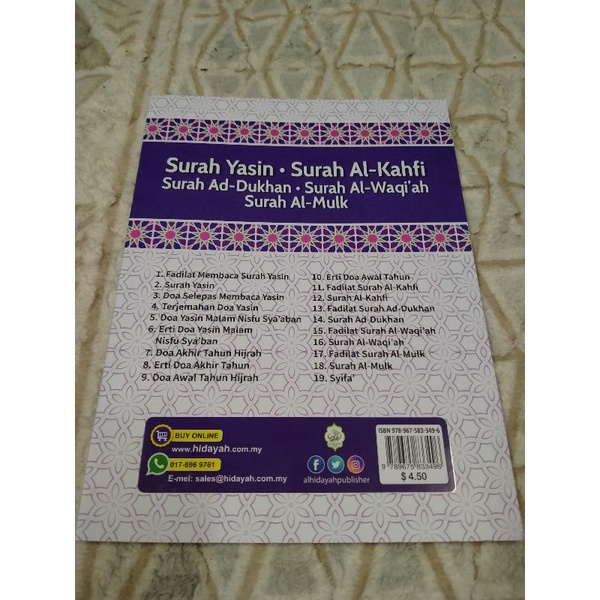 Surah Yasin • Surah Al-Kahfi
Surah Ad-Dukhan • Surah Al-Waqi'ah
Surah Al-Mulk
1. Fadilat Membaca Surah Yasin
2. Surah Yasin
3. Doa Selepas Membaca Yasin
4. Terjemahan Doa Yasin
5. Doa Yasin Malam Nisfu Sya'aban
6. Erti Doa Yasin Malam
Nisfu Sya'ban
7. Doa Akhir Tahun Hijrah
8. Erti Doa Akhir Tahun
9. Doa Awal Tahun Hijrah
10. Erti Doa Awal Tahun
11. Fadilat Surah Al-Kahfi
12. Surah Al-Kahfi
13. Fadilat Surah Ad-Dukhan
14. Surah Ad-Dukhan
15. Fadilat Surah Al-Waqi'ah
16. Surah Al-Waqi'ah
17. Fadilat Surah Al-Mulk
18. Surah Al-Mulk
19. Syifa'
BUY ONLINE
www.hidayah.com.my
017-696 9761
E-mel: sales@hidayah.com.my
alhidayahpublisher
ISBN 978-967-583-349-6
9 789675 833496
$ 4.50